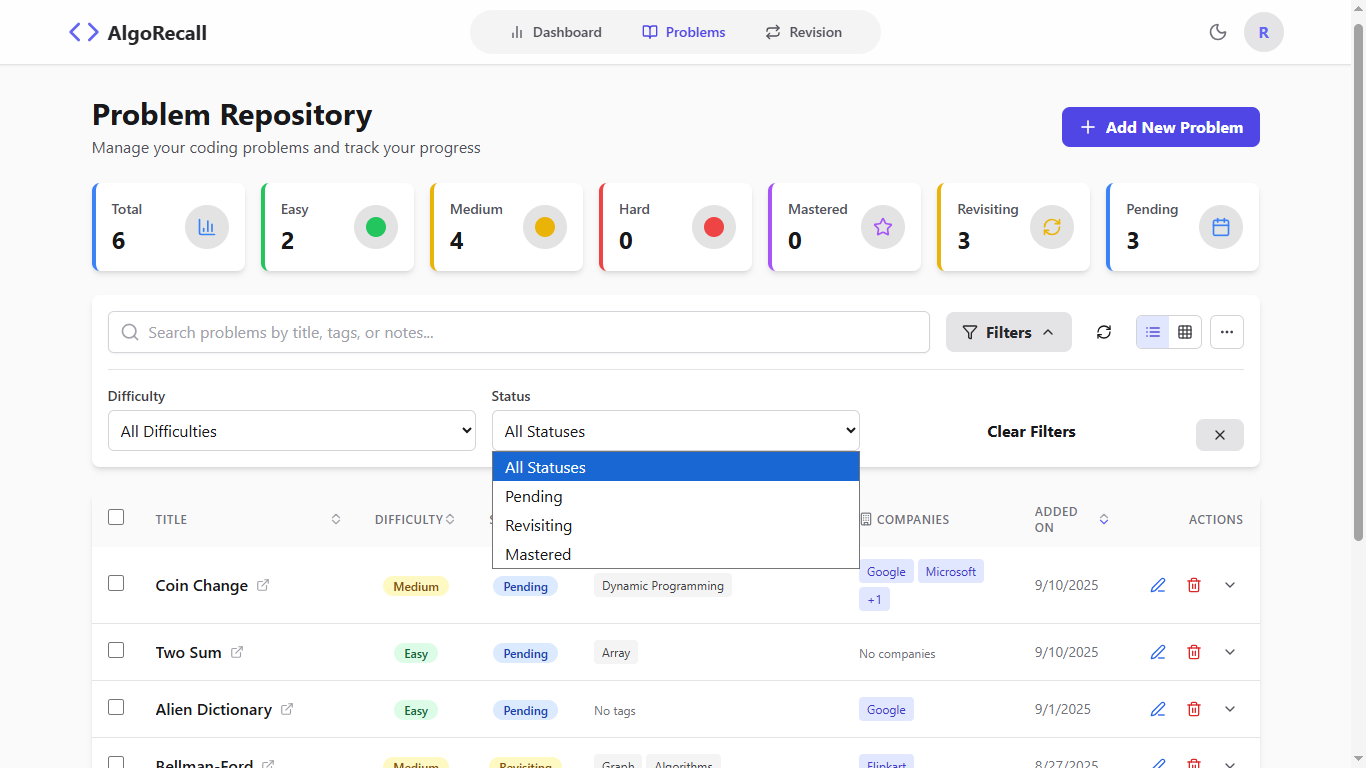 AlgoRecall
Dashboard
Problems
Revision
R
Problem Repository
Manage your coding problems and track your progress
+ Add New Problem
Total
6
Easy
2
Medium
4
Hard
0
Mastered
0
Revisiting
3
Pending
3
Search problems by title, tags, or notes...
Filters
Difficulty
All Difficulties
Status
All Statuses
All Statuses
Pending
Revisiting
Mastered
Clear Filters
TITLE
DIFFICULTY
COMPANIES
ADDED
ON
ACTIONS
Coin Change
Medium
Pending
Dynamic Programming
Google
Microsoft
+1
9/10/2025
Two Sum
Easy
Pending
Array
No companies
9/10/2025
Alien Dictionary
Easy
Pending
No tags
Google
9/1/2025
Bellman-Ford
Medium
Revisiting
Graph
Algorithms
Flipkart
8/27/2025